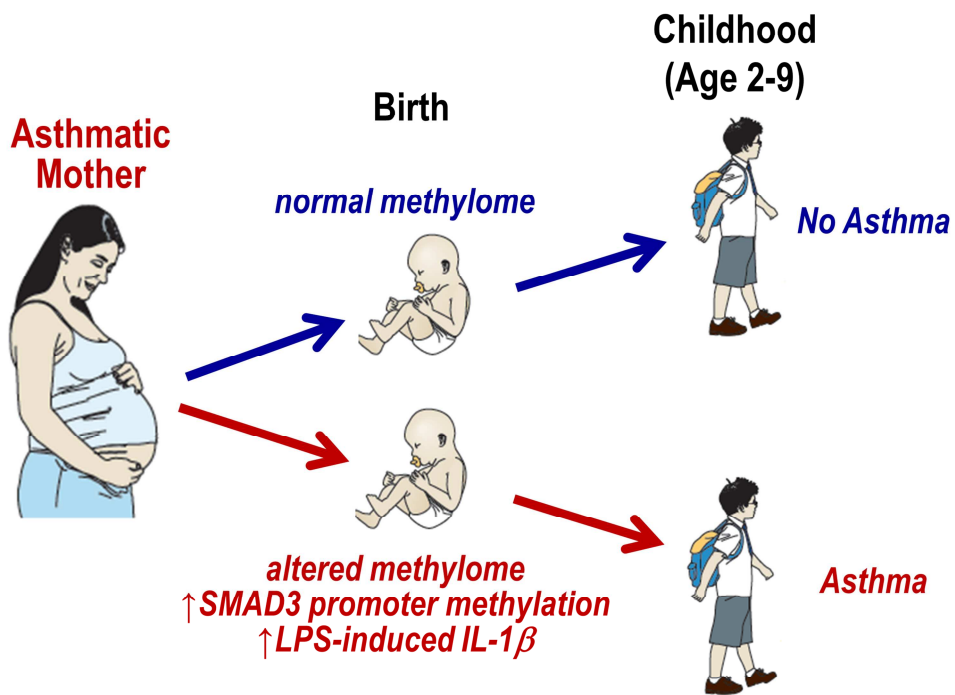 Asthmatic
Mother
Birth
Childhood
(Age 2-9)
normal methylome
No Asthma
altered methylome
↑SMAD3 promoter methylation
↑LPS-induced IL-1β
Asthma